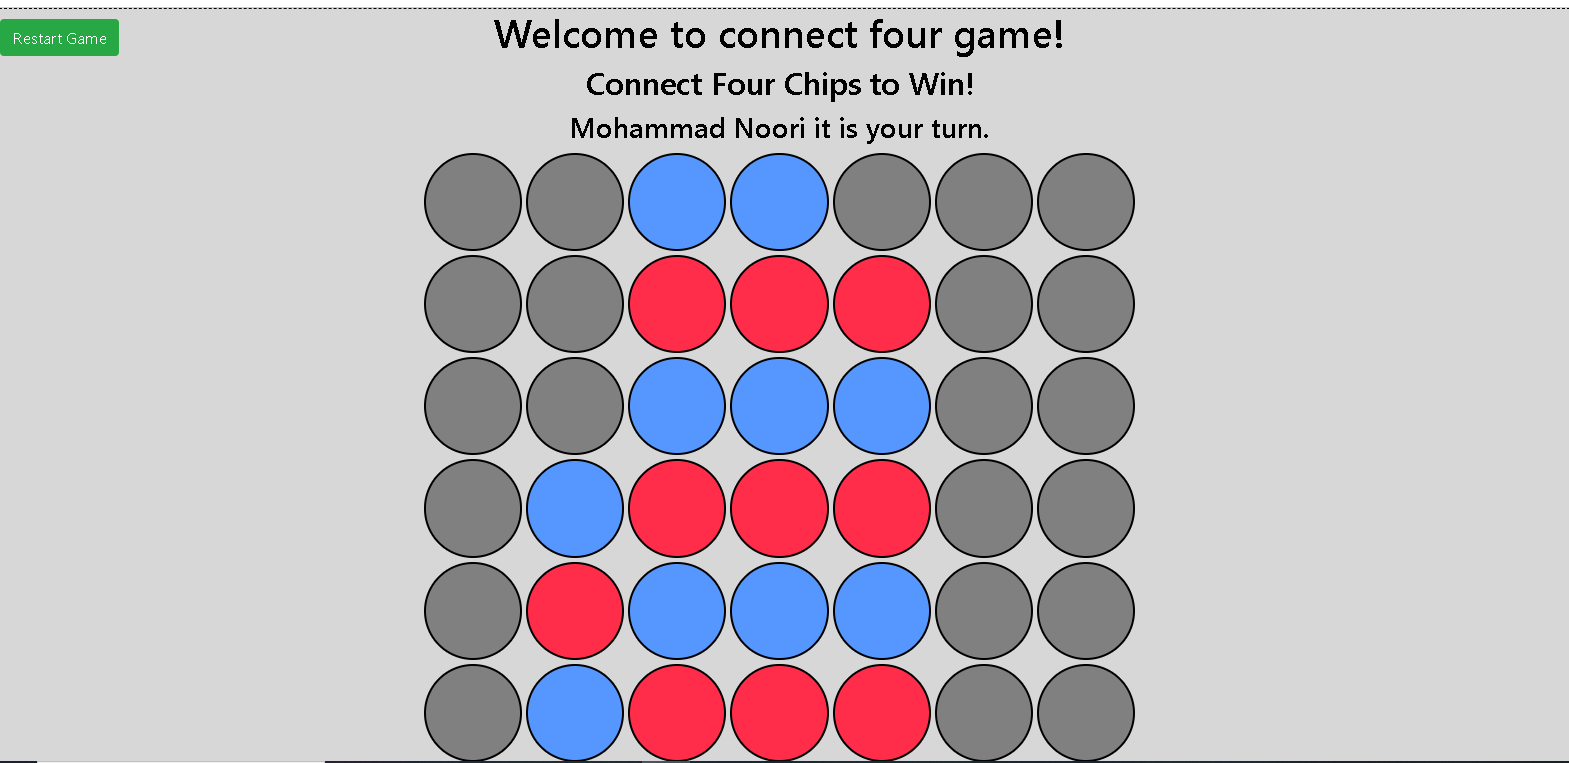 Restart Game
Welcome to connect four game!
Connect Four Chips to Win!
Mohammad Noori it is your turn.